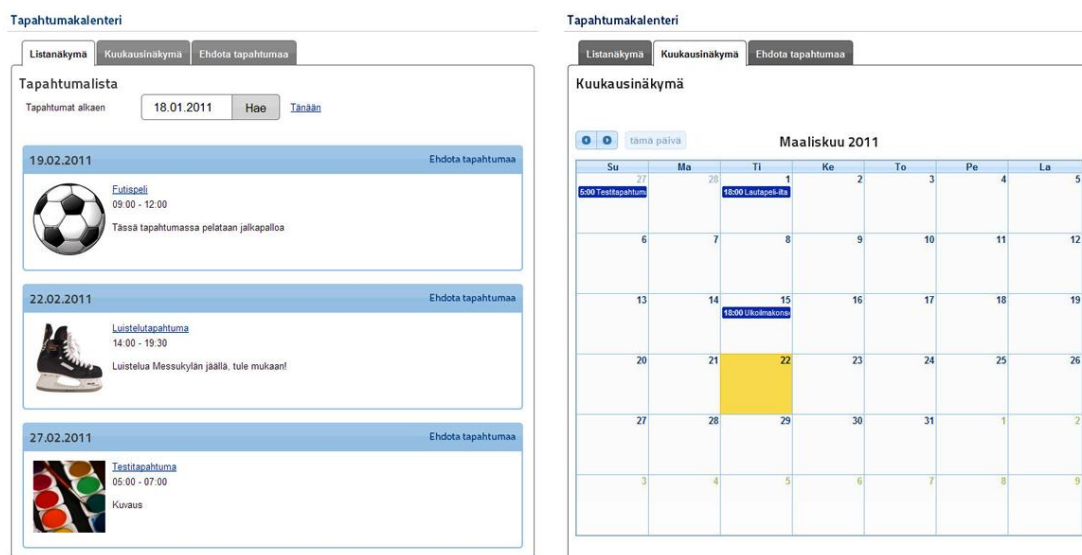 Tapahtumakalenteri
Listanäkymä Kuukausinäkymä Ehdota tapahtumaa
Tapahtumalista
Tapahtumat alkaen 18.01.2011 Hae Tänään
19.02.2011 Ehdota tapahtumaa
Futispeli
09:00 - 12:00
Tässä tapahtumassa pelataan jalkapalloa
22.02.2011 Ehdota tapahtumaa
Luistelutapahtuma
14:00 - 19:30
Luistelua Messukylän jäällä, tule mukaan!
27.02.2011 Ehdota tapahtumaa
Testitapahtuma
05:00 - 07:00
Kuvaus
Tapahtumakalenteri
Listanäkymä Kuukausinäkymä Ehdota tapahtumaa
Kuukausinäkymä
tämä päivä Maaliskuu 2011
Su Ma Ti Ke To Pe La
27 28 1 2 3 4 5
5:00 Testitapahtum 18:00 Lautapeli-ilta
6 7 8 9 10 11 12
13 14 15 16 17 18 19
18:00 Ulkoilmakons
20 21 22 23 24 25 26
27 28 29 30 31 1 2
3 4 5 6 7 8 9